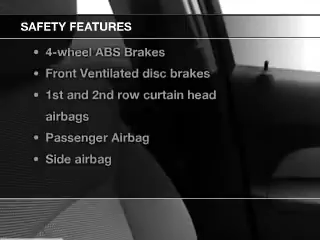 SAFETY FEATURES
• 4-wheel ABS Brakes
• Front Ventilated disc brakes
• 1st and 2nd row curtain head
airbags
• Passenger Airbag
• Side airbag